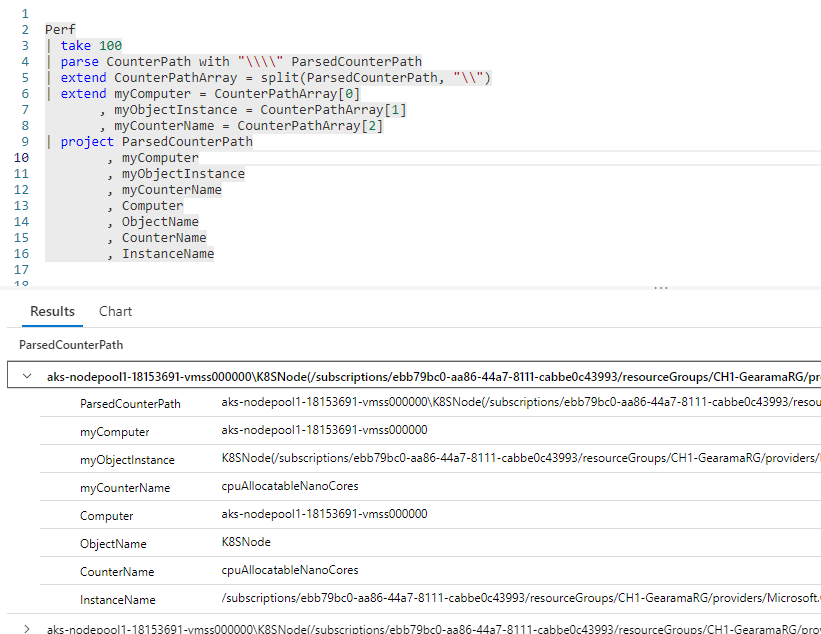 1
2 Perf
3 | take 100
4 | parse CounterPath with "\\\\" ParsedCounterPath
5 | extend CounterPathArray = split(ParsedCounterPath, "\\")
6 | extend myComputer = CounterPathArray[0]
7 , myObjectInstance = CounterPathArray[1]
8 , myCounterName = CounterPathArray[2]
9 | project ParsedCounterPath
10 , myComputer
11 , myObjectInstance
12 , myCounterName
13 , Computer
14 , ObjectName
15 , CounterName
16 , InstanceName
17
18
...
Results Chart
ParsedCounterPath
aks-nodepool1-18153691-vmss000000\K8SNode(/subscriptions/ebb79bc0-aa86-44a7-8111-cabbe0c43993/resourceGroups/CH1-GearamaRG/pr
ParsedCounterPath aks-nodepool1-18153691-vmss000000\K8SNode(/subscriptions/ebb79bc0-aa86-44a7-8111-cabbe0c43993/resou
myComputer aks-nodepool1-18153691-vmss000000
myObjectInstance K8SNode(/subscriptions/ebb79bc0-aa86-44a7-8111-cabbe0c43993/resourceGroups/CH1-GearamaRG/providers/
myCounterName cpuAllocatableNanoCores
Computer aks-nodepool1-18153691-vmss000000
ObjectName K8SNode
CounterName cpuAllocatableNanoCores
InstanceName /subscriptions/ebb79bc0-aa86-44a7-8111-cabbe0c43993/resourceGroups/CH1-GearamaRG/providers/Microsoft.
aks-nodepool1-18153691-vmss000000\K8SNode(/subscriptions/ebb79bc0-aa86-44a7-8111-cabbe0c43993/resourceGroups/CH1-GearamaRG/pro